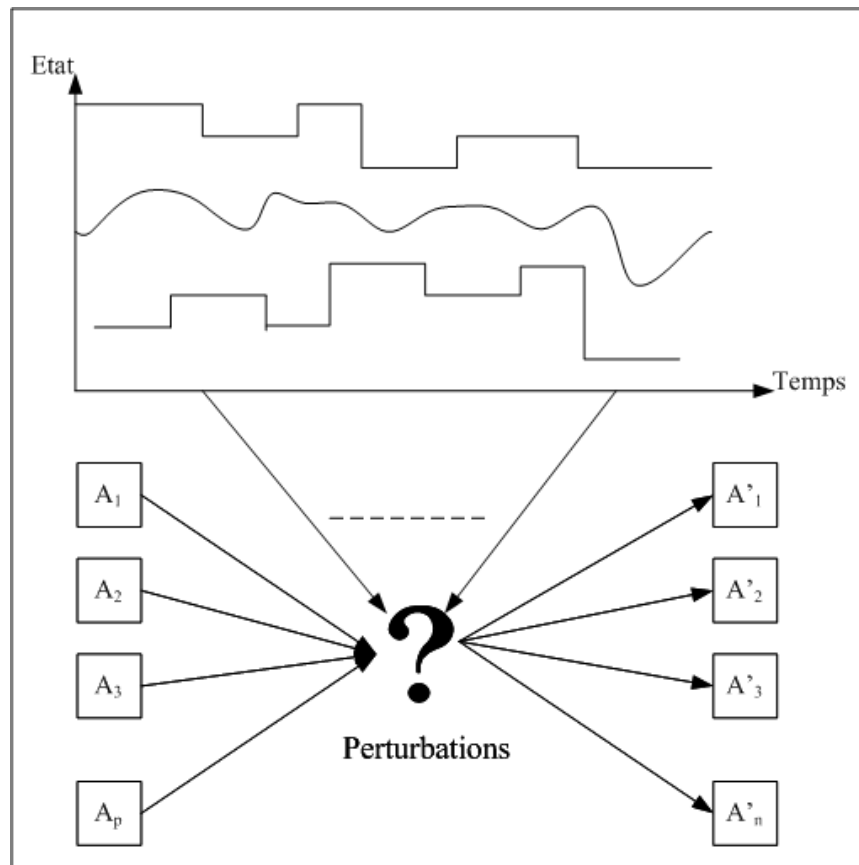 Etat
Temps
A₁
A'₁
A₂
A'₂
A₃
A'₃
Perturbations
Aₚ
A'ₙ